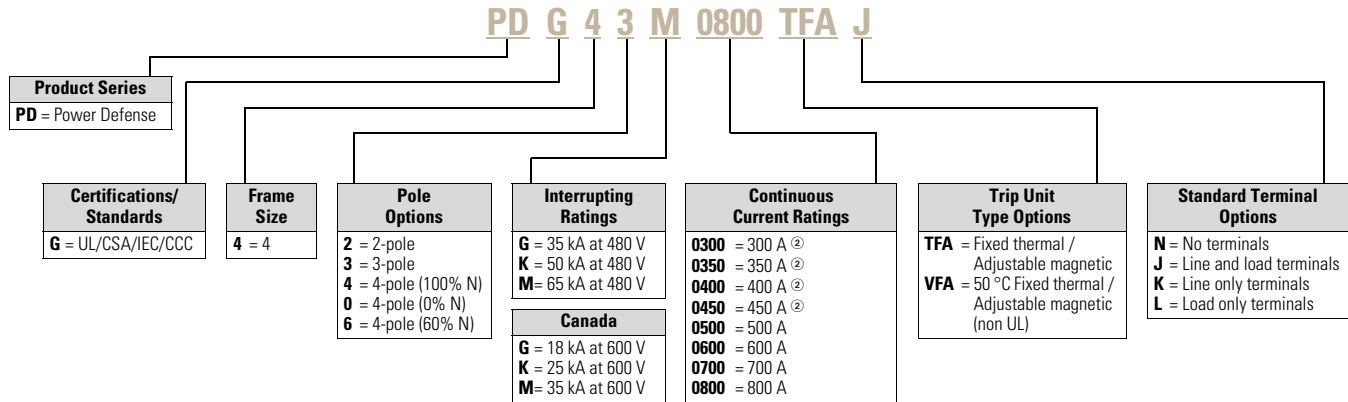 PD G 4 3 M 0800 TFA J
Product Series
PD = Power Defense
Certifications/
Standards
G = UL/CSA/IEC/CCC
Frame
Size
4 = 4
Pole
Options
2 = 2-pole
3 = 3-pole
4 = 4-pole (100% N)
0 = 4-pole (0% N)
6 = 4-pole (60% N)
Interrupting
Ratings
G = 35 kA at 480 V
K = 50 kA at 480 V
M= 65 kA at 480 V
Canada
G = 18 kA at 600 V
K = 25 kA at 600 V
M= 35 kA at 600 V
Continuous
Current Ratings
0300 = 300 A ②
0350 = 350 A ②
0400 = 400 A ②
0450 = 450 A ②
0500 = 500 A
0600 = 600 A
0700 = 700 A
0800 = 800 A
Trip Unit
Type Options
TFA = Fixed thermal /
Adjustable magnetic
VFA = 50 °C Fixed thermal /
Adjustable magnetic
(non UL)
Standard Terminal
Options
N = No terminals
J = Line and load terminals
K = Line only terminals
L = Load only terminals